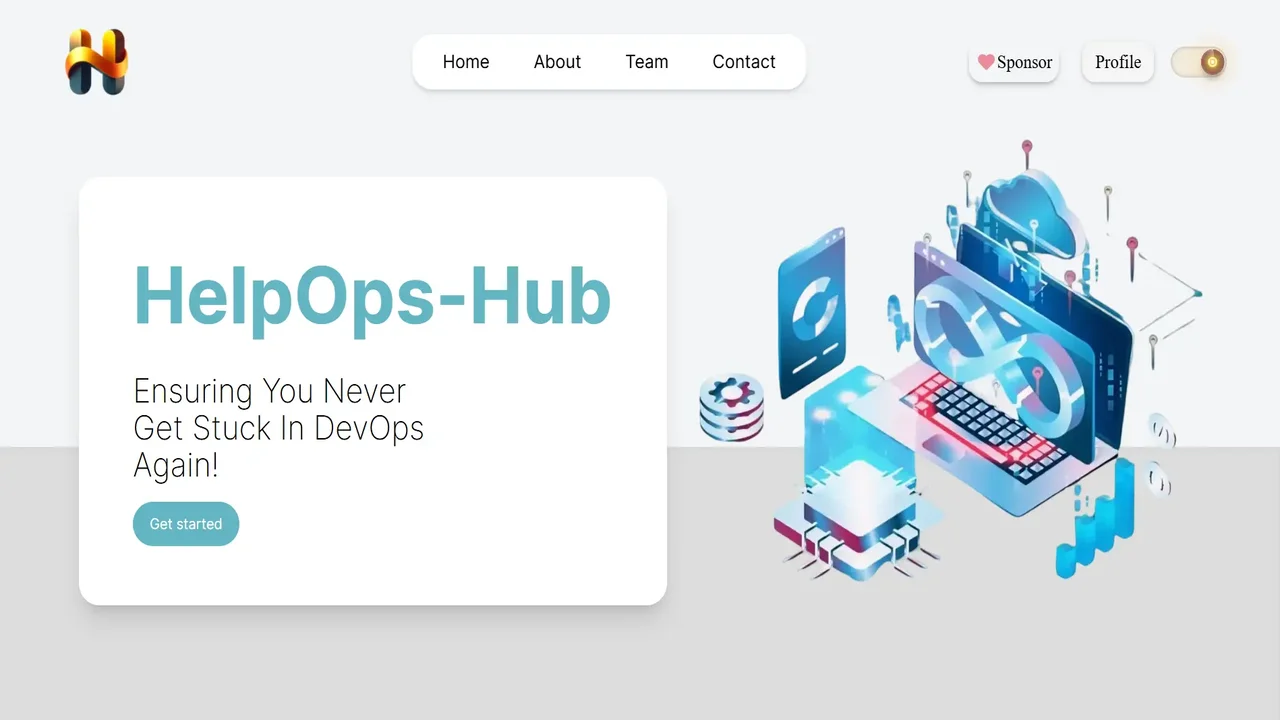 Home About Team Contact
Sponsor Profile
HelpOps-Hub
Ensuring You Never
Get Stuck In DevOps
Again!
Get started